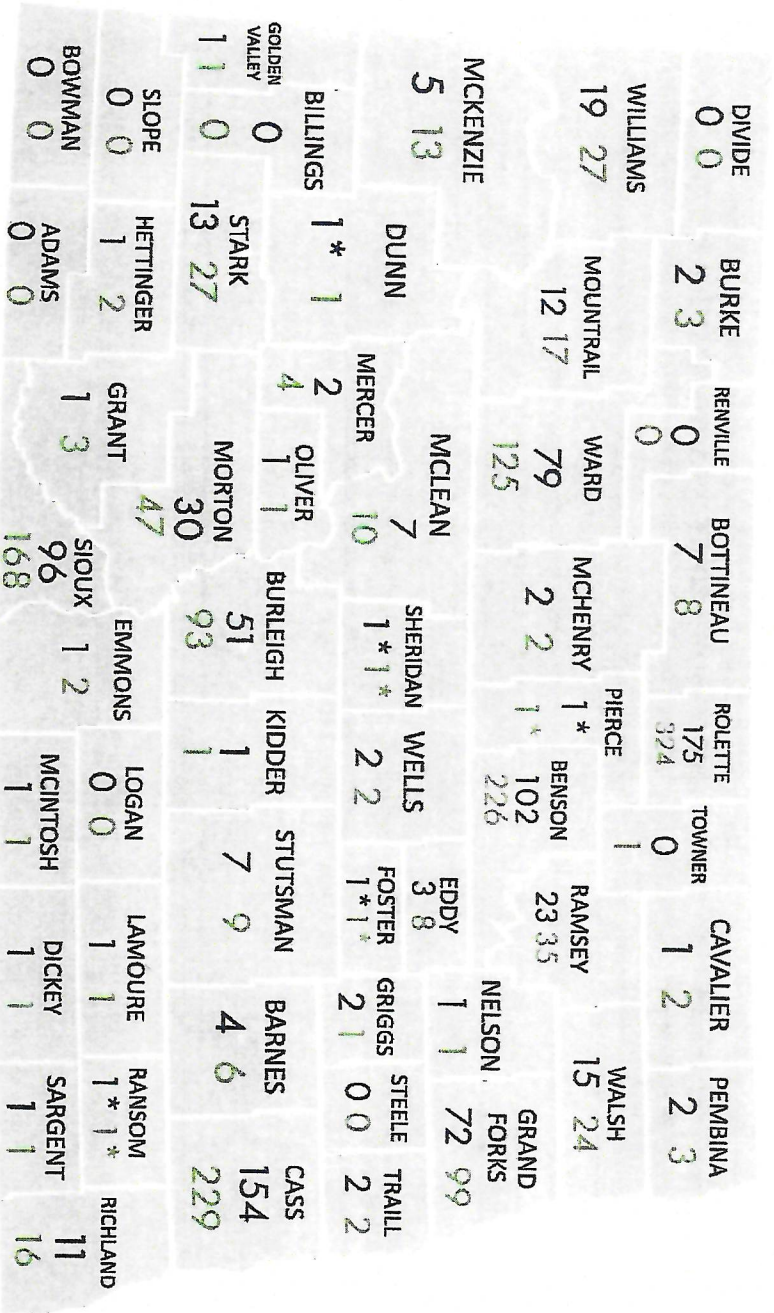 DIVIDE
0 0
BURKE
2 3
RENVILLE
0
0
BOTTINEAU
7 8
ROLETTE
175
324
TOWNER
0
1
CAVALIER
1 2
PEMBINA
2 3
WILLIAMS
19 27
MOUNTRAIL
12 17
WARD
79
125
MCHENRY
2 2
PIERCE
1*
1*
BENSON
102
226
RAMSEY
23 35
WALSH
15 24
MCKENZIE
5 13
DUNN
1* 1
MERCER
2
4
MCLEAN
7
10
SHERIDAN
1* 1*
WELLS
2 2
EDDY
3 8
FOSTER
1* 1*
NELSON
1 1
GRIGGS
2 1
GRAND
FORKS
72 99
STEELE
0 0
TRAILL
2 2
GOLDEN
VALLEY
1 1
BILLINGS
0
0
STARK
13 27
OLIVER
1
1
MORTON
30
47
BURLEIGH
51
93
KIDDER
1
1
STUTSMAN
7 9
BARNES
4 6
CASS
154
229
SLOPE
0 0
HETTINGER
1 2
GRANT
1 3
SIOUX
96
168
EMMONS
1 2
LOGAN
0 0
LAMOURE
1 1
RANSOM
1* 1*
RICHLAND
11
16
BOWMAN
0 0
ADAMS
0 0
MCINTOSH
1 1
DICKEY
1 1
SARGENT
1 1